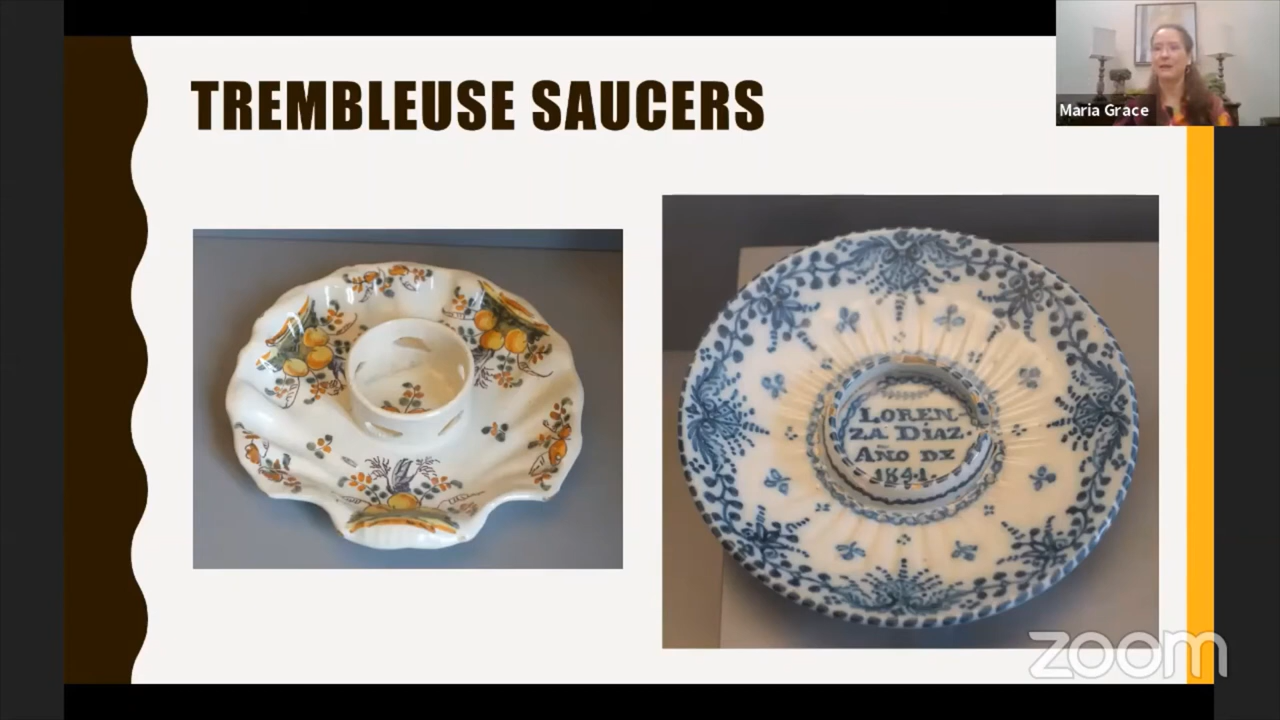 TREMBLEUSE SAUCERS
Maria Grace
LOREN-
ZA DIAZ.
AÑO DE
1841
zoom